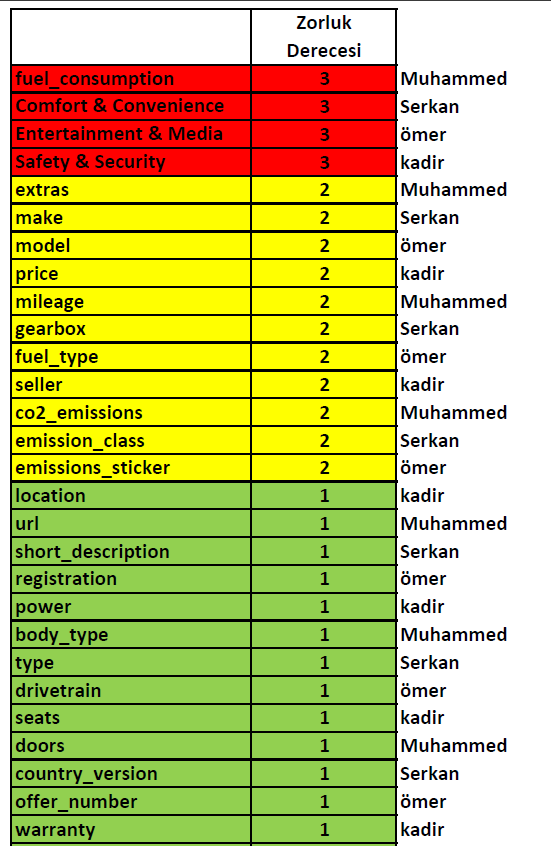 Zorluk
Derecesi
fuel_consumption 3 Muhammed
Comfort & Convenience 3 Serkan
Entertainment & Media 3 ömer
Safety & Security 3 kadir
extras 2 Muhammed
make 2 Serkan
model 2 ömer
price 2 kadir
mileage 2 Muhammed
gearbox 2 Serkan
fuel_type 2 ömer
seller 2 kadir
co2_emissions 2 Muhammed
emission_class 2 Serkan
emissions_sticker 2 ömer
location 1 kadir
url 1 Muhammed
short_description 1 Serkan
registration 1 ömer
power 1 kadir
body_type 1 Muhammed
type 1 Serkan
drivetrain 1 ömer
seats 1 kadir
doors 1 Muhammed
country_version 1 Serkan
offer_number 1 ömer
warranty 1 kadir